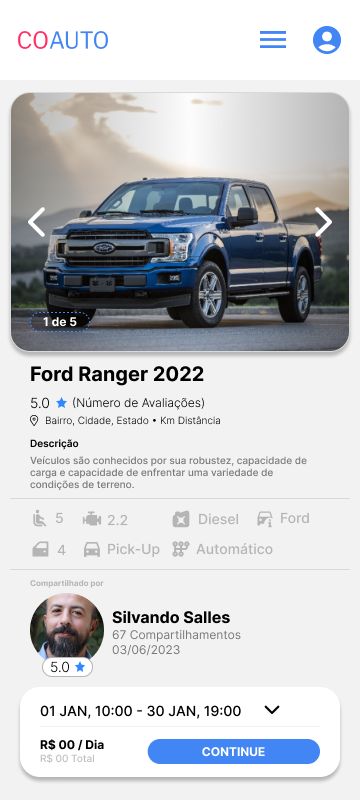 COAUTO
1 de 5
Ford Ranger 2022
5.0 (Número de Avaliações)
Bairro, Cidade, Estado • Km Distância
Descrição
Veículos são conhecidos por sua robustez, capacidade de
carga e capacidade de enfrentar uma variedade de
condições de terreno.
5 2.2 Diesel Ford
4 Pick-Up Automático
Compartilhado por
Silvando Salles
67 Compartilhamentos
03/06/2023
5.0
01 JAN, 10:00 - 30 JAN, 19:00
R$ 00 / Dia
CONTINUE
R$ 00 Total